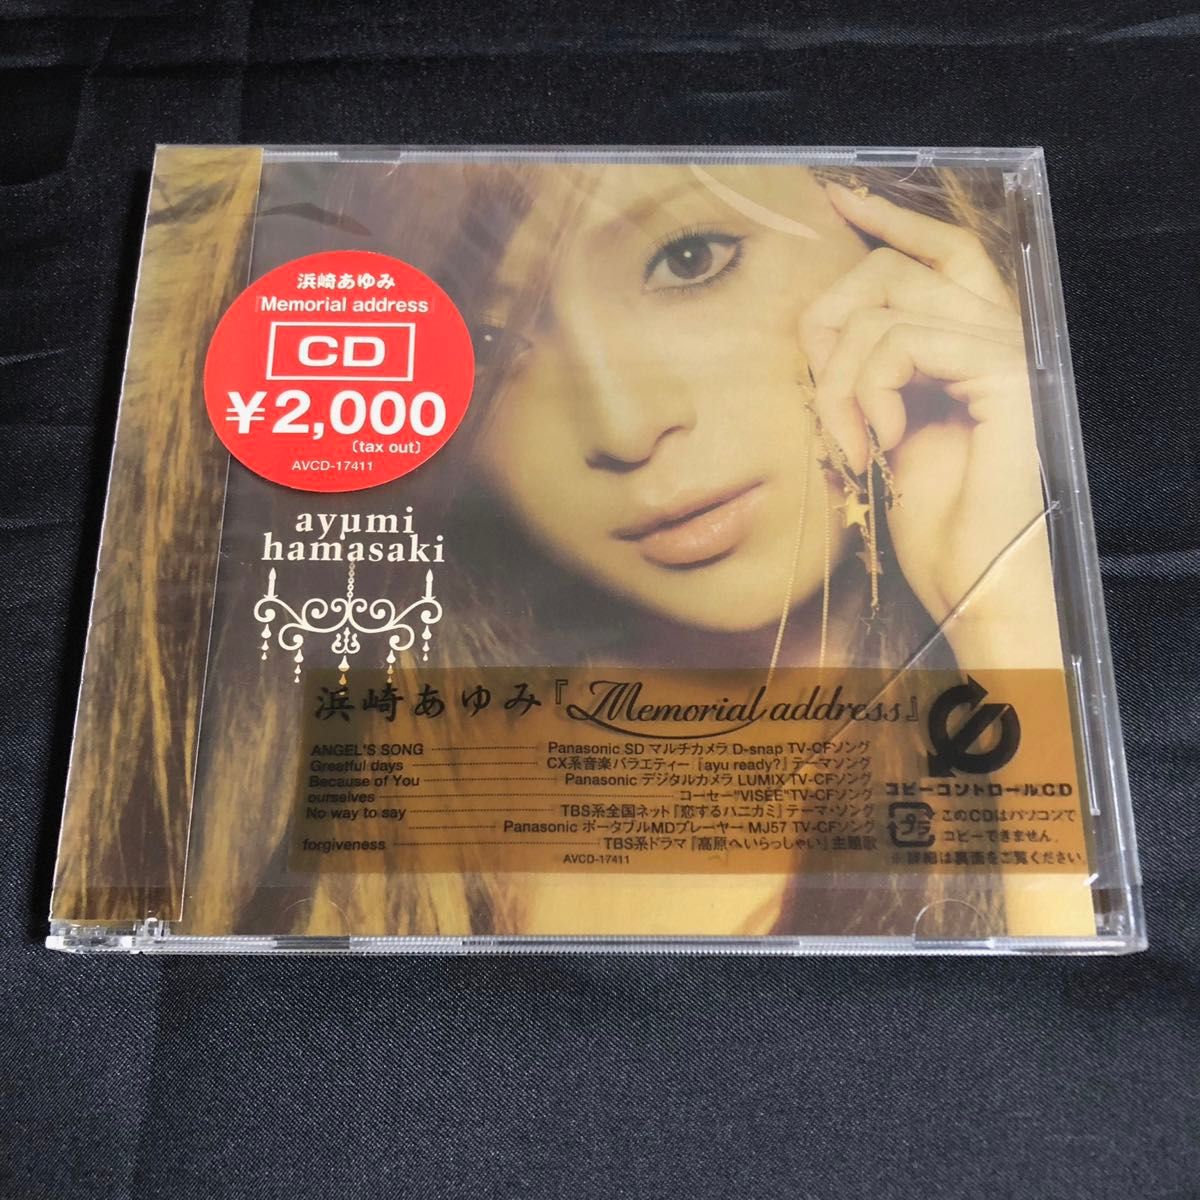 浜崎あゆみ
『Memorial address』
CD
¥2,000
〔tax out〕
AVCD-17411
ayumi
hamasaki
浜崎あゆみ『Memorial address』
ANGEL'S SONG Panasonic SD マルチカメラ D-snap TV-CFソング
Greatful days CX系音楽バラエティー『ayu ready?』テーマソング
Because of You Panasonic デジタルカメラ LUMIX TV-CFソング
ourselves コーセー"VISÉE"TV-CFソング
No way to say TBS系全国ネット『恋するハニカミ』テーマ・ソング
Panasonic ポータブルMDプレーヤー MJ57 TV-CFソング
forgiveness TBS系ドラマ『高原へいらっしゃい』主題歌
AVCD-17411
コピーコントロールCD
プラ
このCDはパソコンで
コピーできません。
※詳細は裏面をご覧ください。